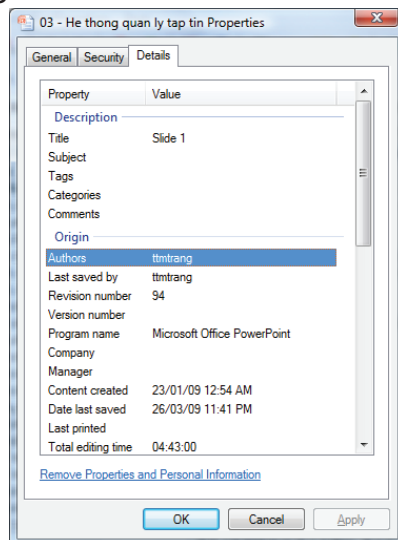 03 - He thong quan ly tap tin Properties
General Security Details
Property Value
Description
Title Slide 1
Subject
Tags
Categories
Comments
Origin
Authors ttmtrang
Last saved by ttmtrang
Revision number 94
Version number
Program name Microsoft Office PowerPoint
Company
Manager
Content created 23/01/09 12:54 AM
Date last saved 26/03/09 11:41 PM
Last printed
Total editing time 04:43:00
Remove Properties and Personal Information
OK Cancel Apply